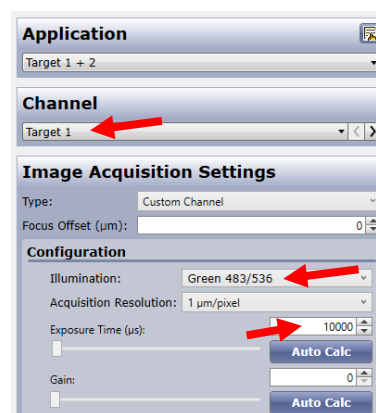 Application
Target 1 + 2
Channel
Target 1
Image Acquisition Settings
Type: Custom Channel
Focus Offset (µm): 0
Configuration
Illumination: Green 483/536
Acquisition Resolution: 1 µm/pixel
Exposure Time (µs): 10000
Auto Calc
Gain: 0
Auto Calc